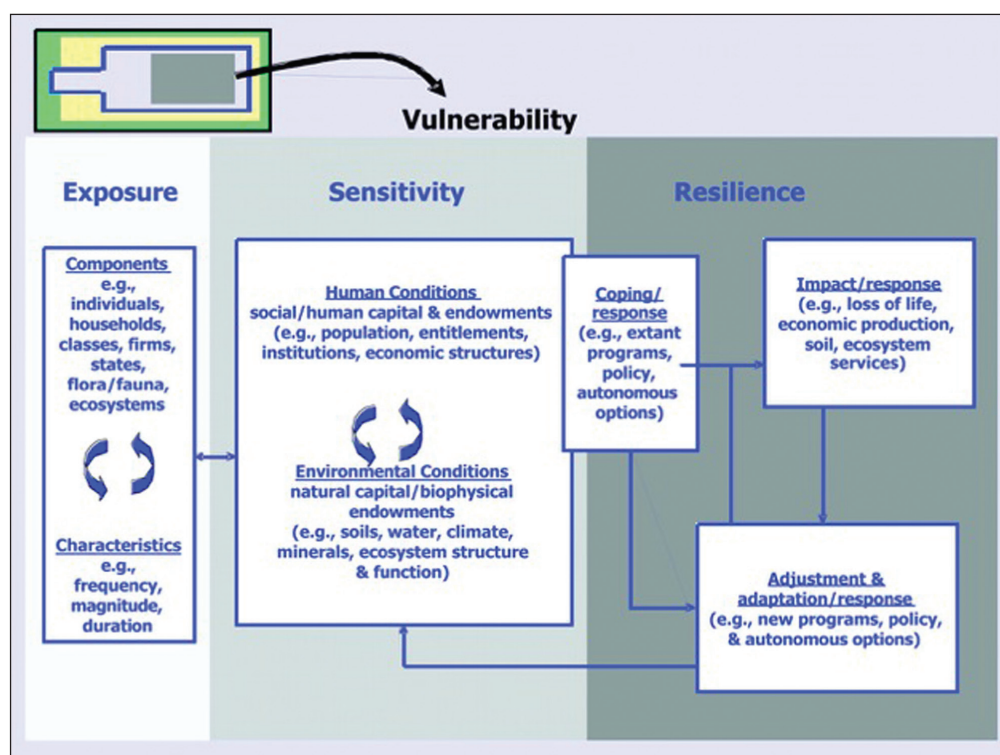 Vulnerability
Exposure
Components
e.g.,
individuals,
households,
classes, firms,
states,
flora/fauna,
ecosystems
Characteristics
e.g.,
frequency,
magnitude,
duration
Sensitivity
Human Conditions
social/human capital & endowments
(e.g., population, entitlements,
institutions, economic structures)
Environmental Conditions
natural capital/biophysical
endowments
(e.g., soils, water, climate,
minerals, ecosystem structure
& function)
Resilience
Coping/
response
(e.g., extant
programs,
policy,
autonomous
options)
Impact/response
(e.g., loss of life,
economic production,
soil, ecosystem
services)
Adjustment &
adaptation/response
(e.g., new programs, policy,
& autonomous options)